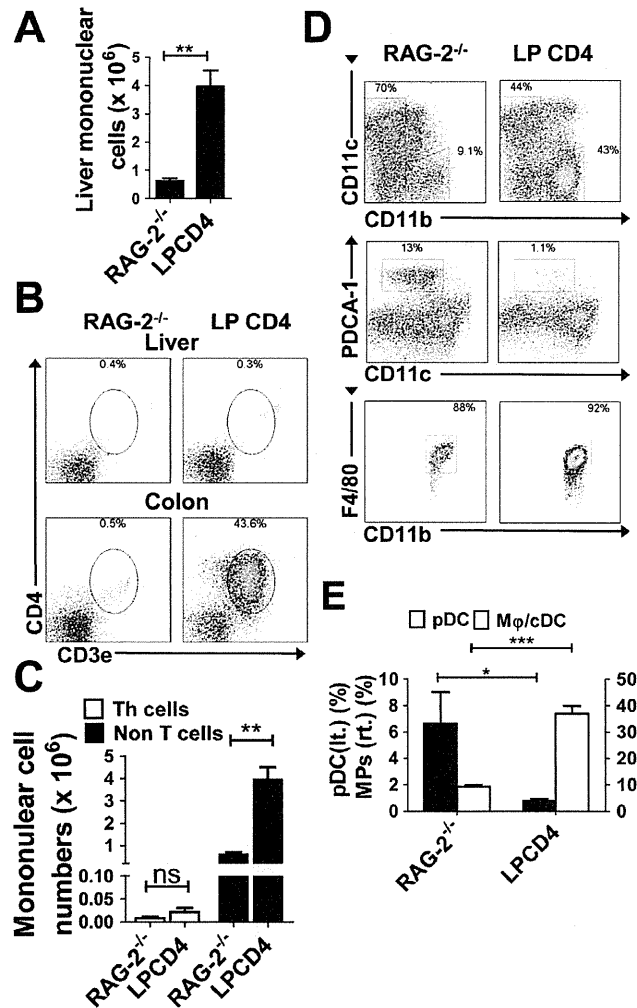 A
Liver mononuclear
cells (x 10⁶)
5
4
3
2
1
0
**
RAG-2⁻/⁻
LPCD4
B
RAG-2⁻/⁻
LP CD4
Liver
0.4%
0.3%
Colon
0.5%
43.6%
CD4
CD3e
C
Th cells
Non T cells
Mononulear cell
numbers (x 10⁶)
5
4
3
2
1
0.10
0.05
0.00
ns
**
RAG-2⁻/⁻
LPCD4
RAG-2⁻/⁻
LPCD4
D
RAG-2⁻/⁻
LP CD4
70%
9.1%
44%
43%
CD11c
CD11b
13%
1.1%
PDCA-1
CD11c
88%
92%
F4/80
CD11b
E
pDC
Mφ/cDC
***
*
pDC(lt.) (%)
MPs (rt.) (%)
10
8
6
4
2
0
50
40
30
20
10
0
RAG-2⁻/⁻
LPCD4